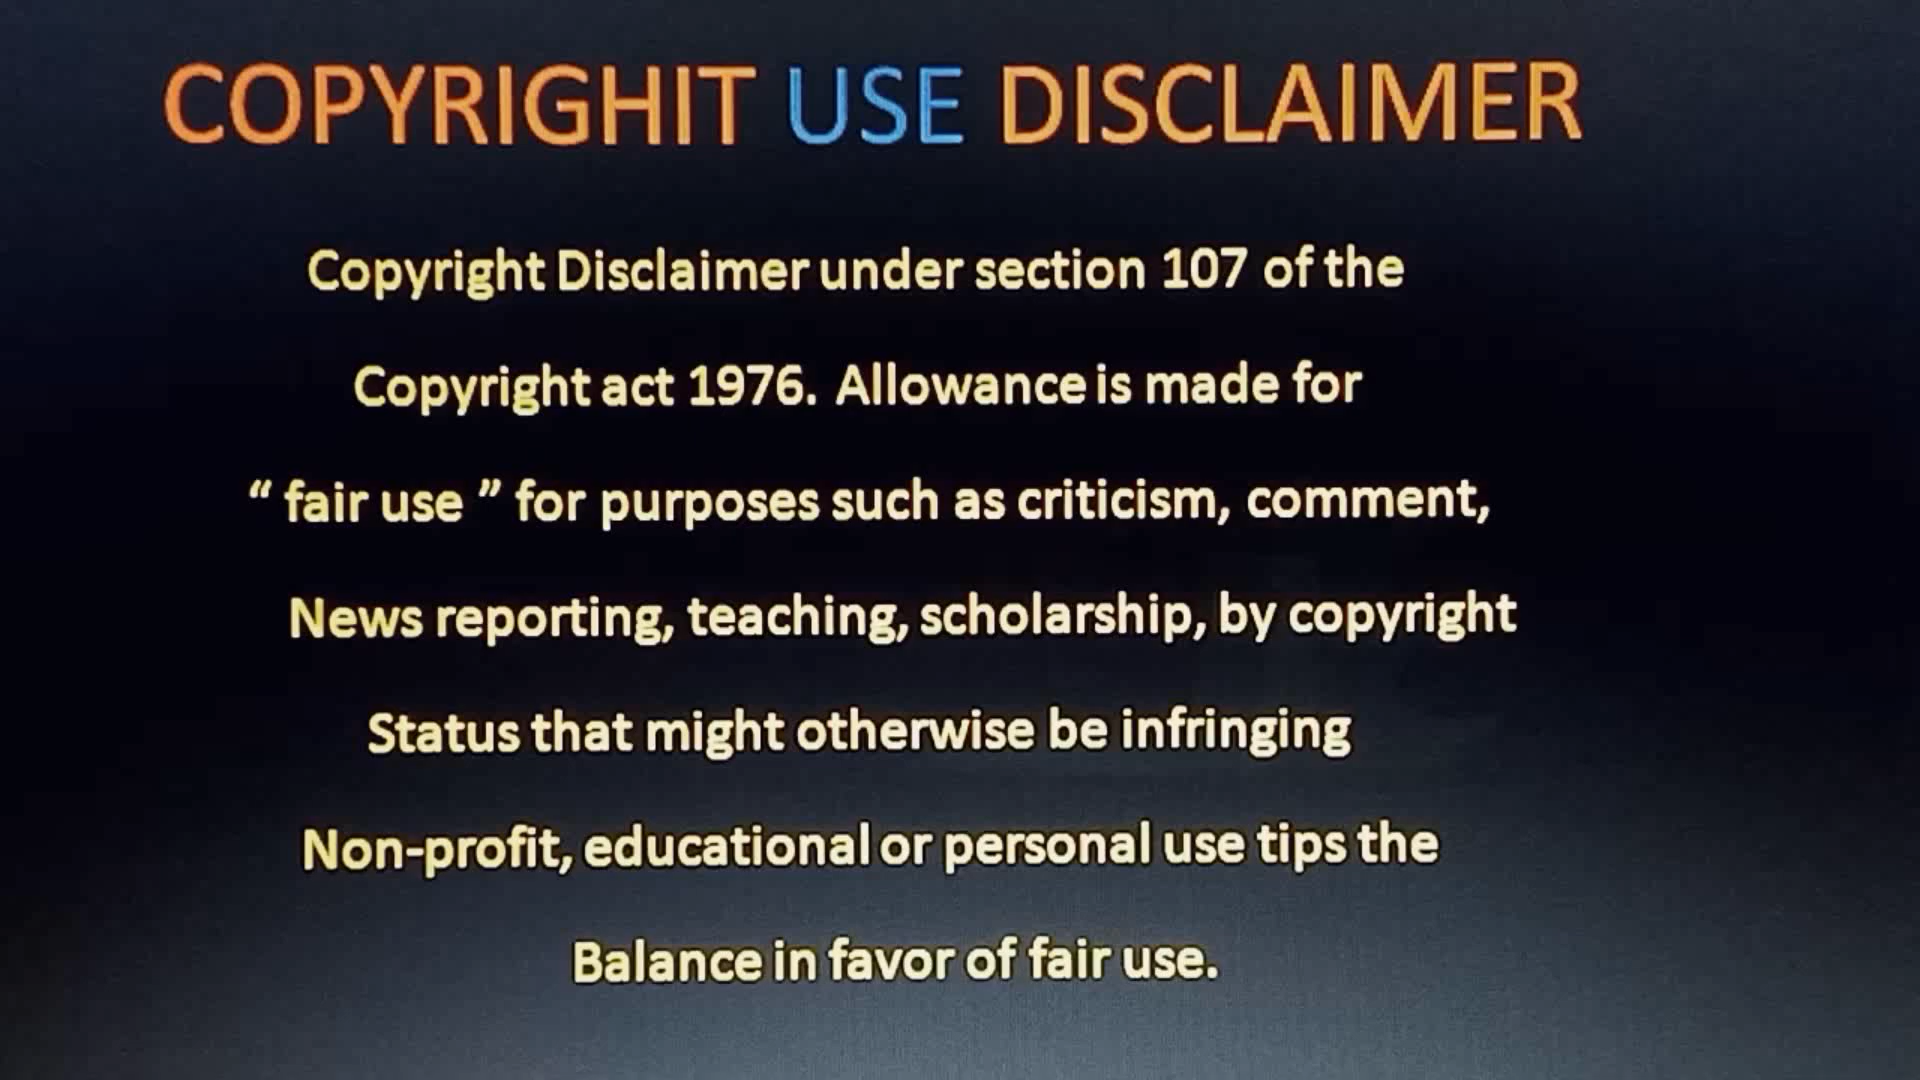 COPYRIGHIT USE DISCLAIMER
Copyright Disclaimer under section 107 of the
Copyright act 1976. Allowance is made for
“ fair use ” for purposes such as criticism, comment,
News reporting, teaching, scholarship, by copyright
Status that might otherwise be infringing
Non-profit, educational or personal use tips the
Balance in favor of fair use.